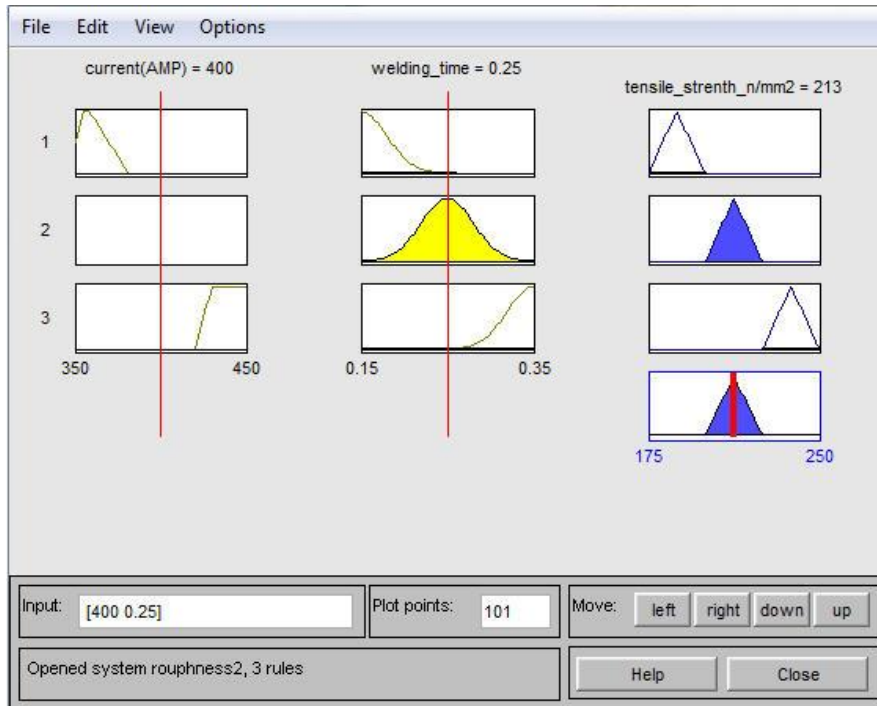 File Edit View Options
current(AMP) = 400
welding_time = 0.25
tensile_strenth_n/mm2 = 213
1
2
3
350 450
0.15 0.35
175 250
Input: [400 0.25]
Plot points: 101
Move: left right down up
Opened system rouphness2, 3 rules
Help Close